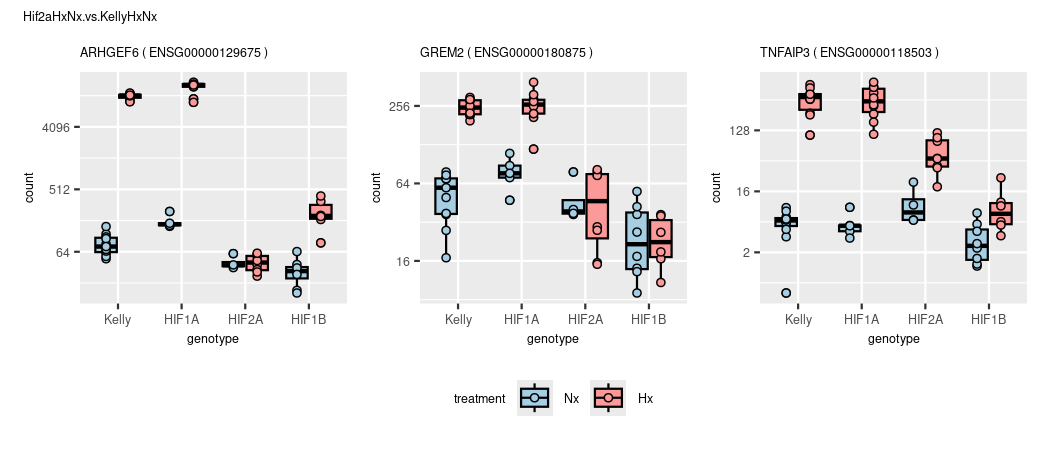 Hif2aHxNx.vs.KellyHxNx
ARHGEF6 ( ENSG00000129675 )
count
4096
512
64
Kelly HIF1A HIF2A HIF1B
genotype
GREM2 ( ENSG00000180875 )
count
256
64
16
Kelly HIF1A HIF2A HIF1B
genotype
TNFAIP3 ( ENSG00000118503 )
count
128
16
2
Kelly HIF1A HIF2A HIF1B
genotype
treatment Nx Hx